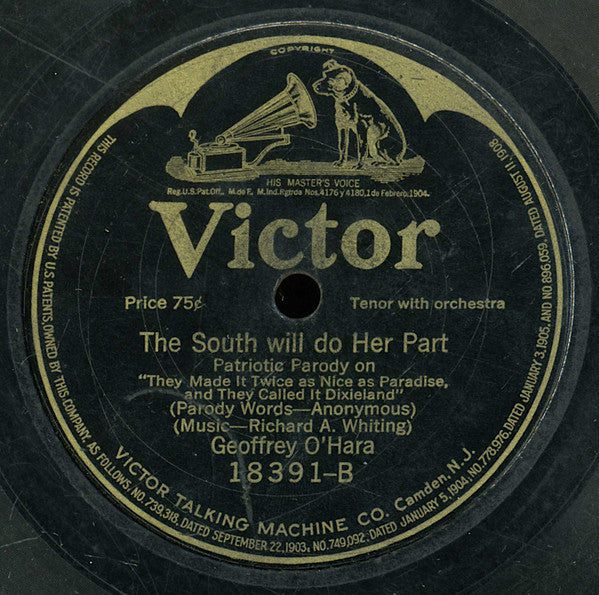 COPYRIGHT
HIS MASTER'S VOICE
Reg.U.S.Pat.Off., M.de F., M.Ind.Rgtrda Nos.4176 y 4180,1 de Febrero,1904.
Victor
Price 75¢
Tenor with orchestra
The South will do Her Part
Patriotic Parody on
"They Made It Twice as Nice as Paradise,
and They Called It Dixieland"
(Parody Words—Anonymous)
(Music—Richard A. Whiting)
Geoffrey O'Hara
18391-B
VICTOR TALKING MACHINE CO. Camden, N.J.
THIS RECORD IS PATENTED BY U.S. PATENTS, OWNED BY THIS COMPANY, AS FOLLOWS, NO. 739,318, DATED SEPTEMBER 22, 1903, NO. 749,092, DATED JANUARY 5, 1904, NO. 778,976, DATED JANUARY 3, 1905, AND NO. 896,059, DATED AUGUST 11, 1908